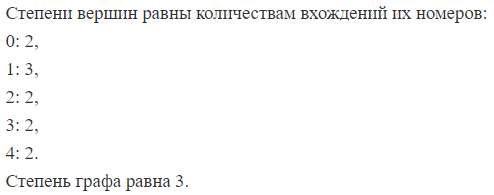 Степени вершин равны количествам вхождений их номеров:
0: 2,
1: 3,
2: 2,
3: 2,
4: 2.
Степень графа равна 3.